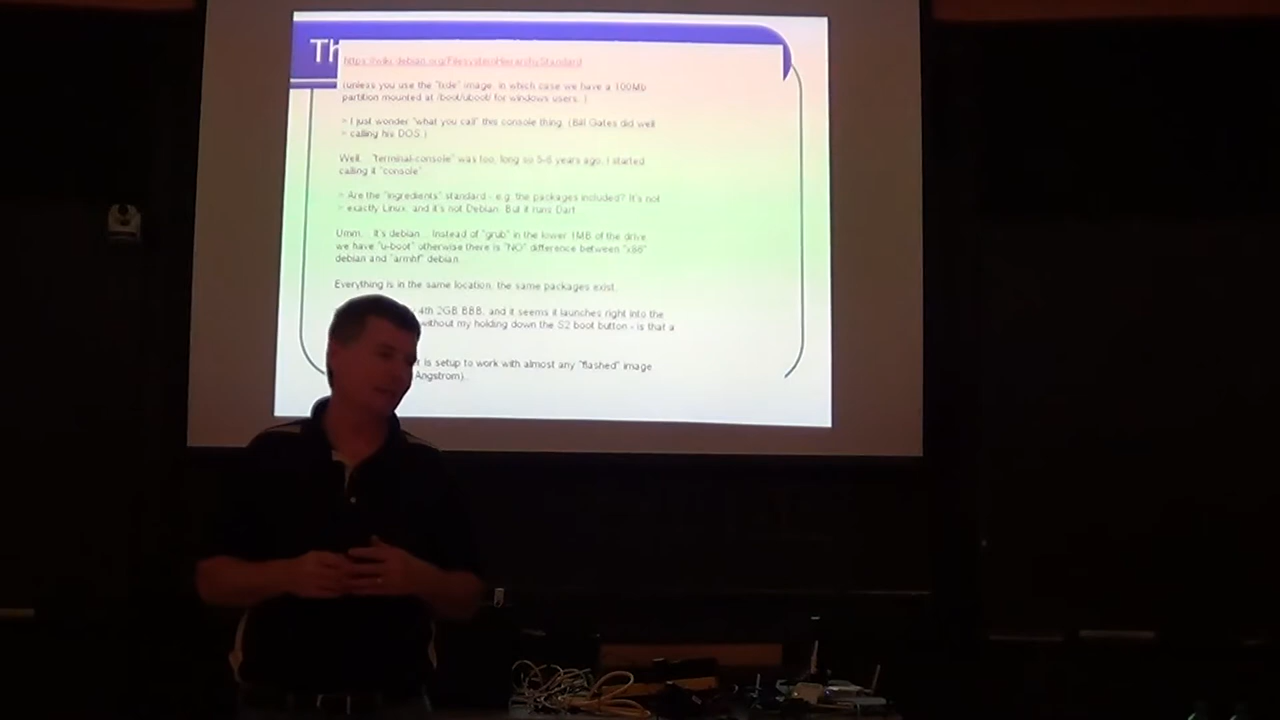 Th
https://wiki.debian.org/FilesystemHierarchyStandard
(unless you use the "lxde" image, in which case we have a 100Mb
partition mounted at /boot/uboot/ for windows users. )
> I just wonder "what you call" this console thing. (Bill Gates did well
> calling his DOS.)
Well... "terminal-console" was too, long so 5-6 years ago, I started
calling it "console"
> Are the "ingredients" standard - e.g. the packages included? It's not
> exactly Linux, and it's not Debian. But it runs Dart.
Umm... It's debian... Instead of "grub" in the lower 1MB of the drive
we have "u-boot" otherwise there is "NO" difference between "x86"
debian and "armhf" debian.
Everything is in the same location, the same packages exist.
4th 2GB BBB, and it seems it launches right into the
without my holding down the S2 boot button - is that a
r is setup to work with almost any "flashed" image
Angstrom)..